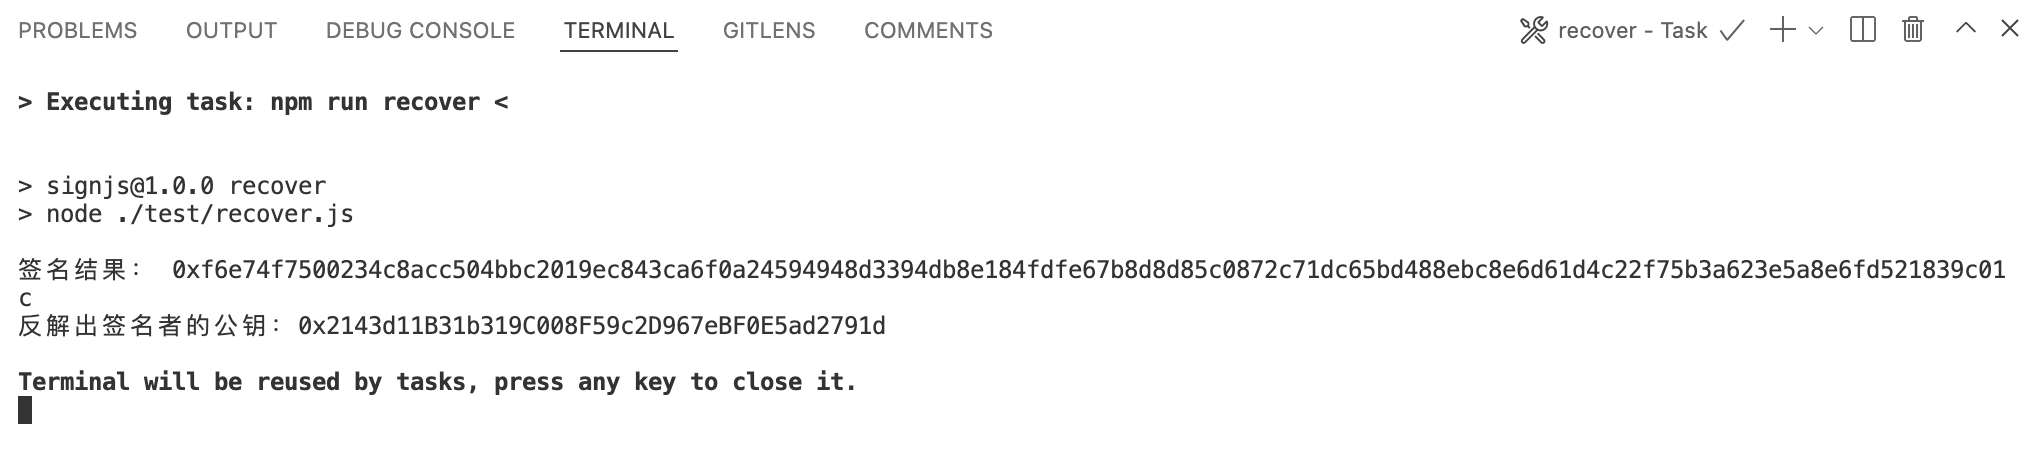 PROBLEMS OUTPUT DEBUG CONSOLE TERMINAL GITLENS COMMENTS recover - Task
> Executing task: npm run recover <
> signjs@1.0.0 recover
> node ./test/recover.js
签名结果： 0xf6e74f7500234c8acc504bbc2019ec843ca6f0a24594948d3394db8e184fdfe67b8d8d85c0872c71dc65bd488ebc8e6d61d4c22f75b3a623e5a8e6fd521839c01
c
反解出签名者的公钥：0x2143d11B31b319C008F59c2D967eBF0E5ad2791d
Terminal will be reused by tasks, press any key to close it.